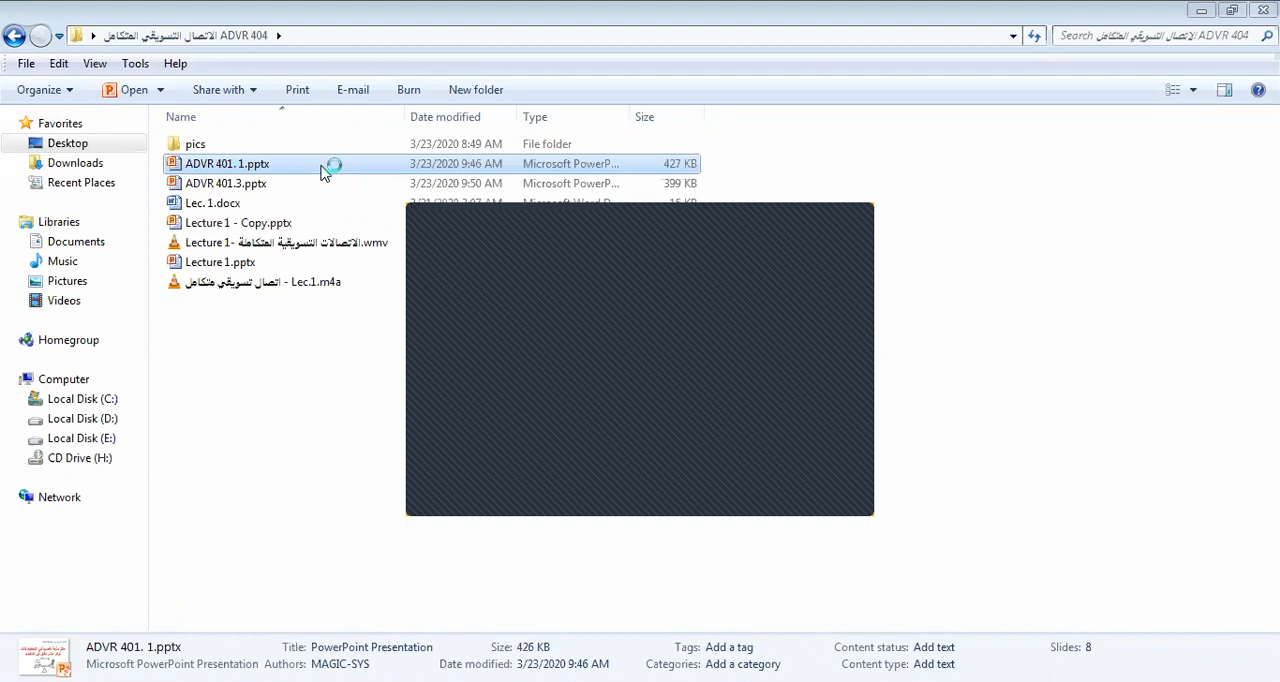 الاتصال التسويقي المتكامل ADVR 404
Search الاتصال التسويقي المتكامل ADVR 404
File Edit View Tools Help
Organize Open Share with Print E-mail Burn New folder
Name Date modified Type Size
Favorites
Desktop
Downloads
Recent Places
Libraries
Documents
Music
Pictures
Videos
Homegroup
Computer
Local Disk (C:)
Local Disk (D:)
Local Disk (E:)
CD Drive (H:)
Network
pics 3/23/2020 8:49 AM File folder
ADVR 401. 1.pptx 3/23/2020 9:46 AM Microsoft PowerP... 427 KB
ADVR 401.3.pptx 3/23/2020 9:50 AM Microsoft PowerP... 399 KB
Lec. 1.docx
Lecture 1 - Copy.pptx
Lecture 1- الاتصالات التسويقية المتكاملة.wmv
Lecture 1.pptx
اتصال تسويقي متكامل - Lec.1.m4a
ADVR 401. 1.pptx Title: PowerPoint Presentation Size: 426 KB Tags: Add a tag Content status: Add text Slides: 8
Microsoft PowerPoint Presentation Authors: MAGIC-SYS Date modified: 3/23/2020 9:46 AM Categories: Add a category Content type: Add text